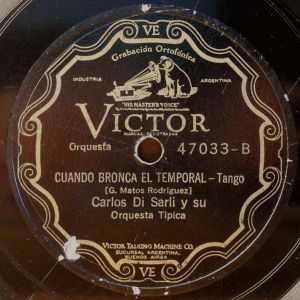 VE
Grabación Ortofónica
INDUSTRIA ARGENTINA
"HIS MASTER'S VOICE"
VICTOR
MARCAS REGISTRADAS
Orquesta 47033-B
CUANDO BRONCA EL TEMPORAL-Tango
[G. Matos Rodríguez]
Carlos Di Sarli y su
Orquesta Típica
VICTOR TALKING MACHINE CO.
SUCURSAL ARGENTINA,
BUENOS AIRES
VE